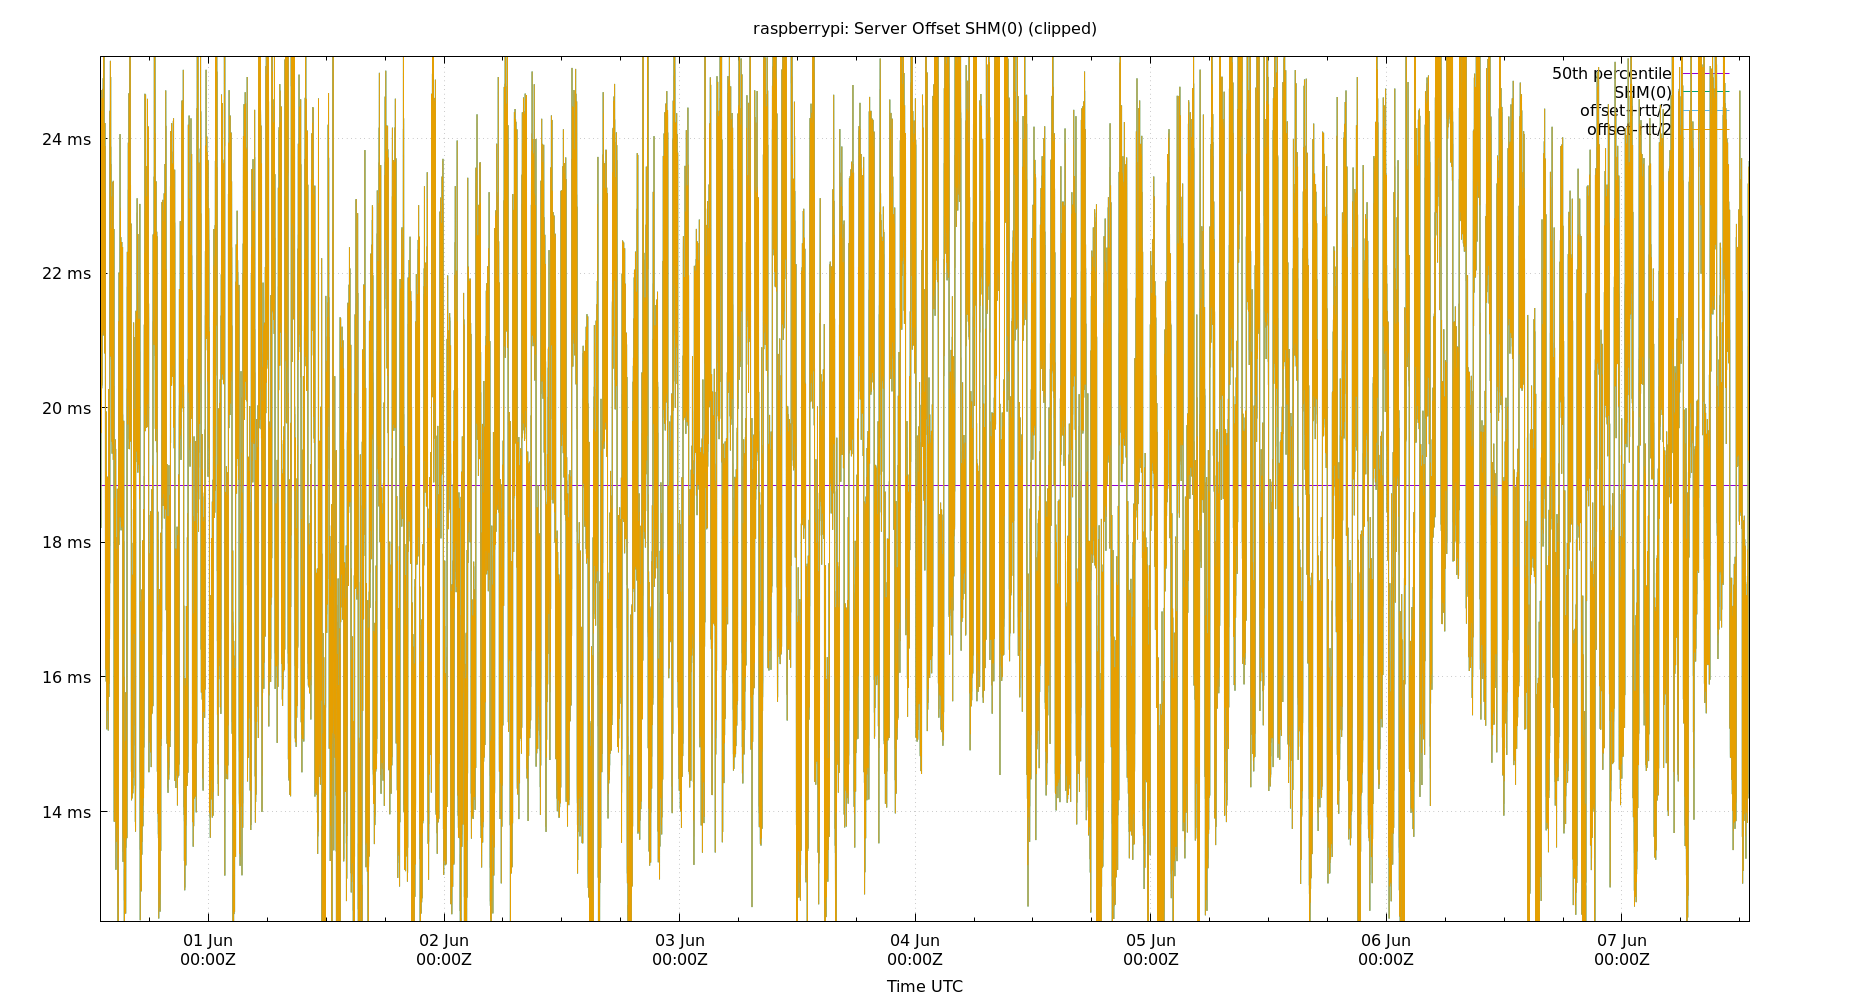 raspberrypi: Server Offset SHM(0) (clipped)
50th percentile
SHM(0)
offset+rtt/2
offset-rtt/2
24 ms
22 ms
20 ms
18 ms
16 ms
14 ms
01 Jun
00:00Z
02 Jun
00:00Z
03 Jun
00:00Z
04 Jun
00:00Z
05 Jun
00:00Z
06 Jun
00:00Z
07 Jun
00:00Z
Time UTC